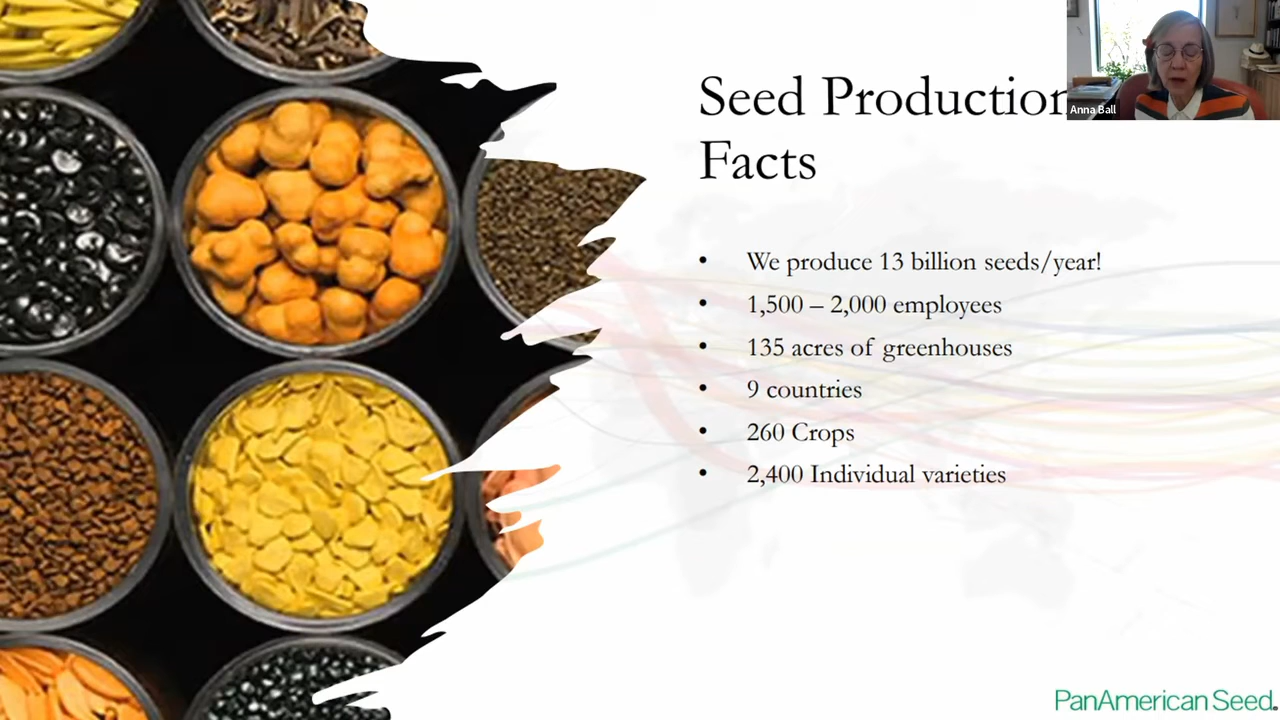 Seed Production
Facts
Anna Ball
• We produce 13 billion seeds/year!
• 1,500 – 2,000 employees
• 135 acres of greenhouses
• 9 countries
• 260 Crops
• 2,400 Individual varieties
PanAmerican Seed®